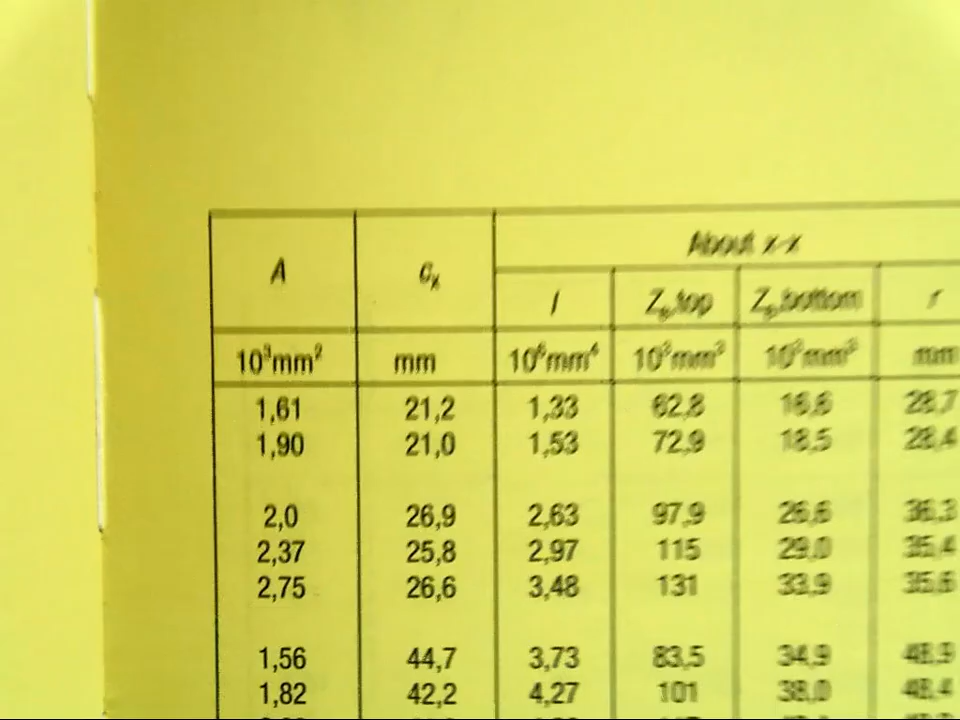 About x-x
A cx I Ze,top Ze,bottom r
10³mm² mm 10⁶mm⁴ 10³mm³ 10³mm³ mm
1,61 21,2 1,33 62,8 16,6 28,7
1,90 21,0 1,53 72,9 18,5 28,4
2,0 26,9 2,63 97,9 26,6 36,3
2,37 25,8 2,97 115 29,0 35,4
2,75 26,6 3,48 131 33,9 35,6
1,56 44,7 3,73 83,5 34,9 48,9
1,82 42,2 4,27 101 38,0 48,4